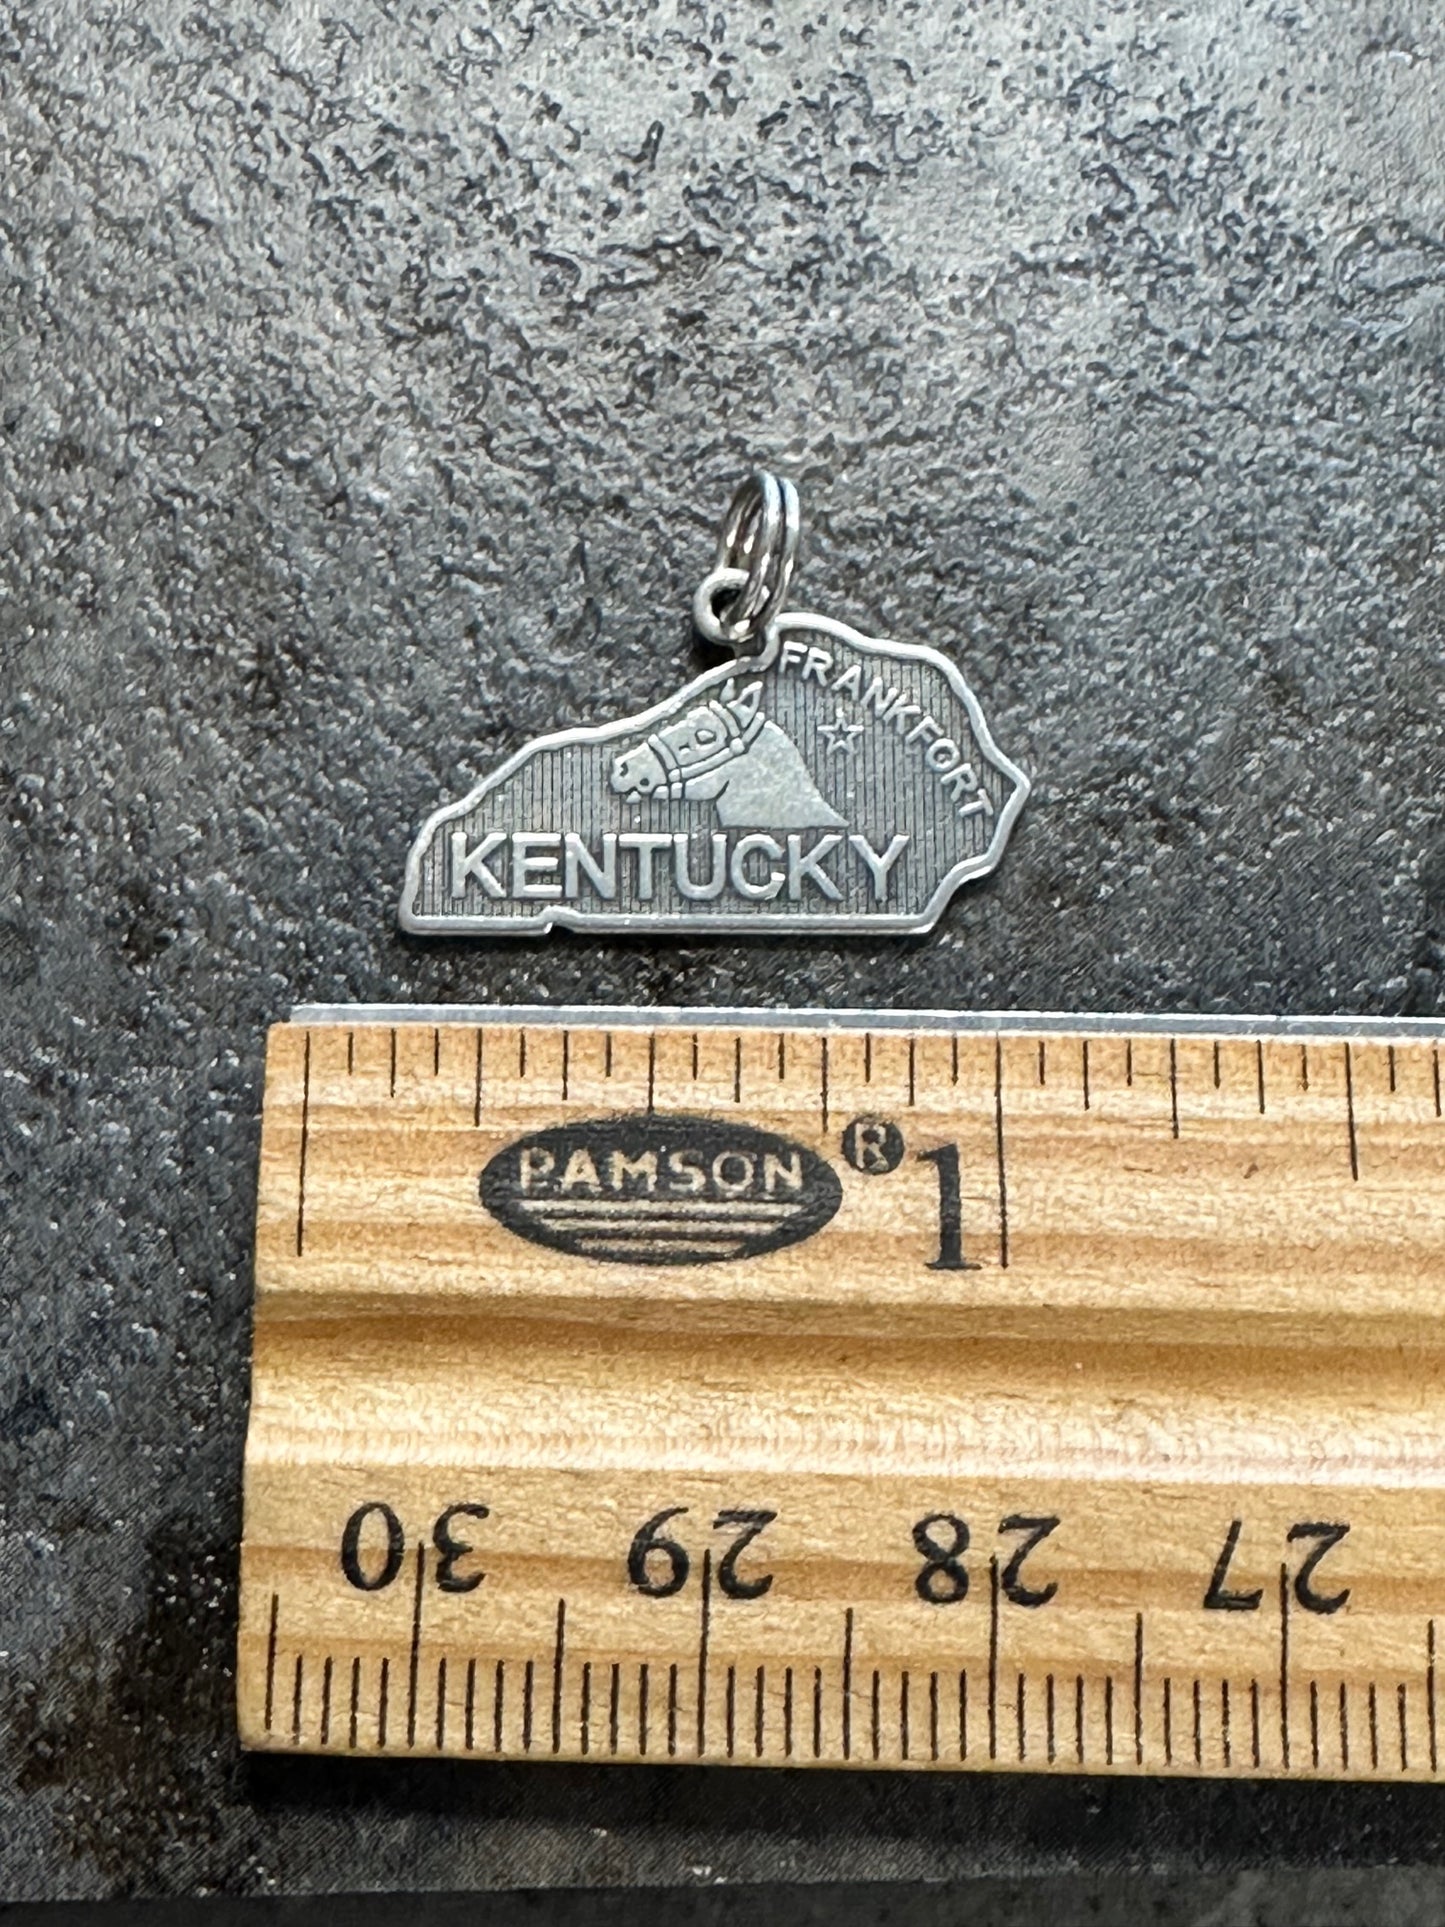 FRANKFORT
KENTUCKY
PAMSON ® 1
30 29 28 27